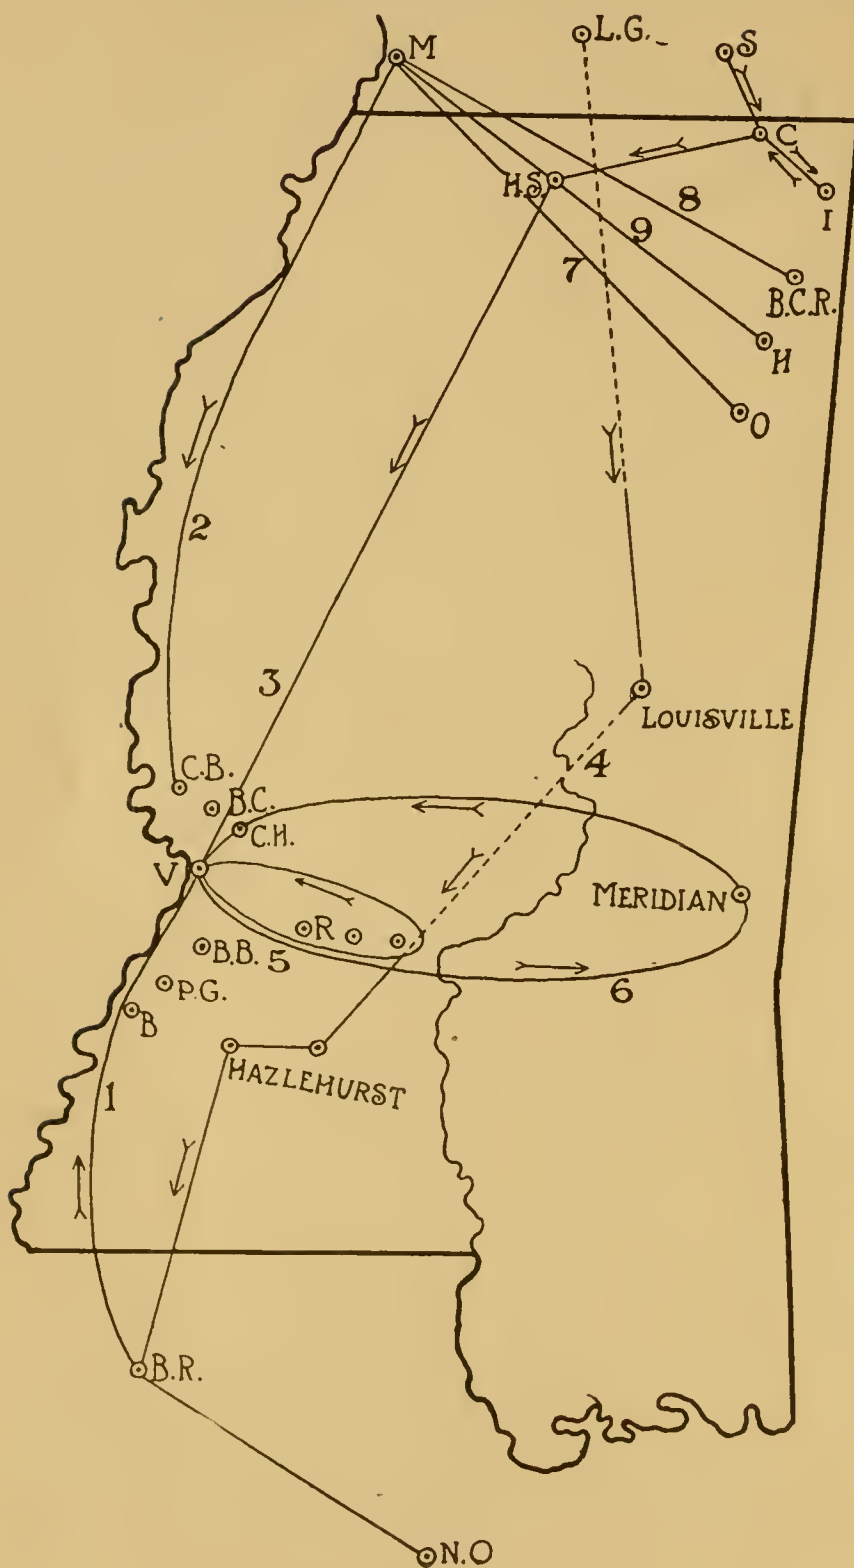 M
L.G.
S
C
H.S
I
8
9
7
B.C.R.
H
O
2
3
LOUISVILLE
4
C.B.
B.C.
C.H.
V
MERIDIAN
R
B.B. 5
6
P.G.
B
HAZLEHURST
1
B.R.
N.O